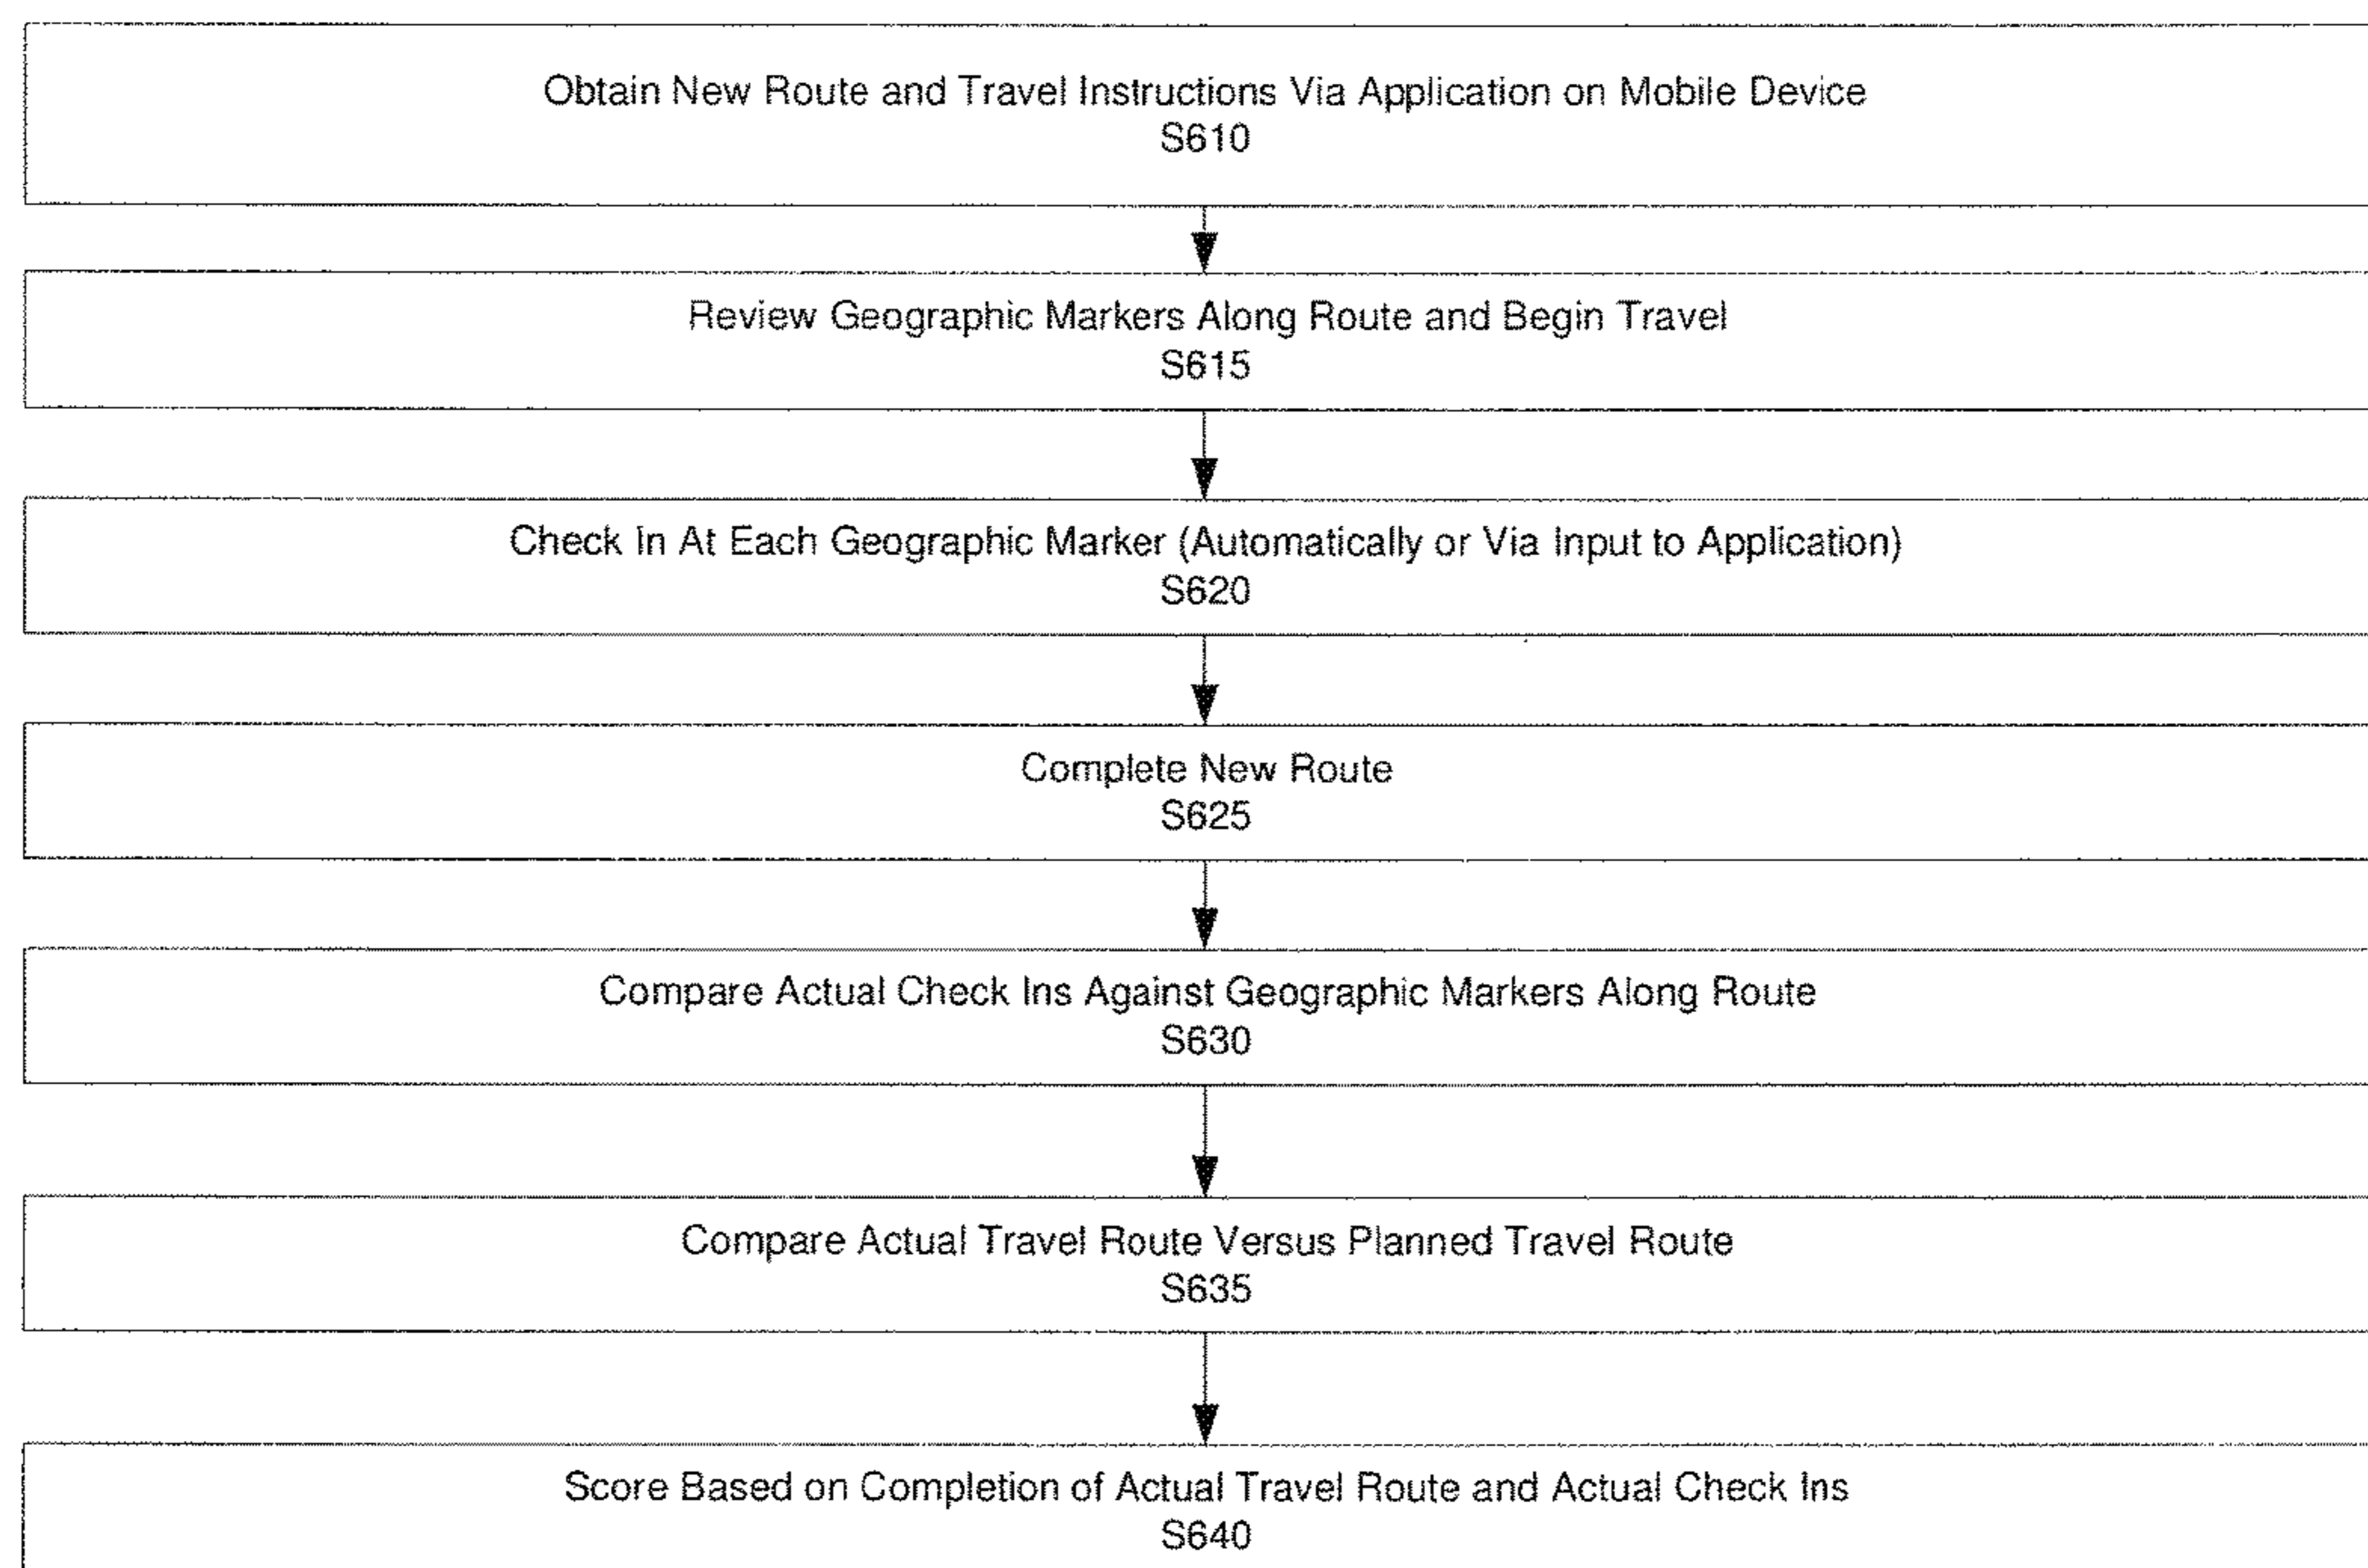 Obtain New Route and Travel Instructions Via Application on Mobile Device
S610
Review Geographic Markers Along Route and Begin Travel
S615
Check In At Each Geographic Marker (Automatically or Via Input to Application)
S620
Complete New Route
S625
Compare Actual Check Ins Against Geographic Markers Along Route
S630
Compare Actual Travel Route Versus Planned Travel Route
S635
Score Based on Completion of Actual Travel Route and Actual Check Ins
S640